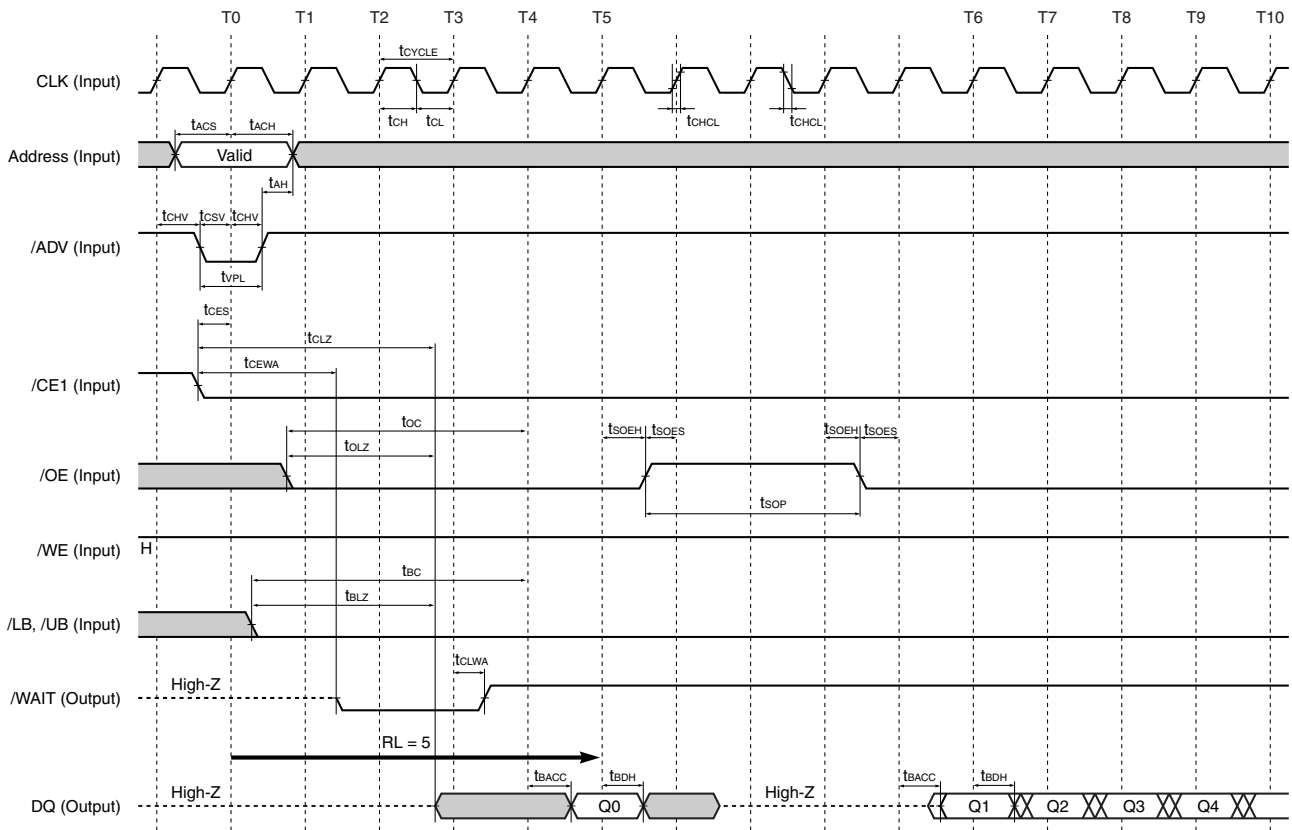 T0 T1 T2 T3 T4 T5 T6 T7 T8 T9 T10
tCYCLE
CLK (Input)
tCH tCL tCHCL tCHCL
tACS tACH
Address (Input) Valid
tAH
tCHV tCSV tCHV
/ADV (Input)
tVPL
tCES
tCLZ
tCEWA
/CE1 (Input)
tOC
tSOEH tSOES tSOEH tSOES
tOLZ
/OE (Input)
tSOP
/WE (Input) H
tBC
tBLZ
/LB, /UB (Input)
tCLWA
High-Z
/WAIT (Output)
RL = 5
tBACC tBDH tBACC tBDH
High-Z High-Z
DQ (Output) Q0 Q1 Q2 Q3 Q4